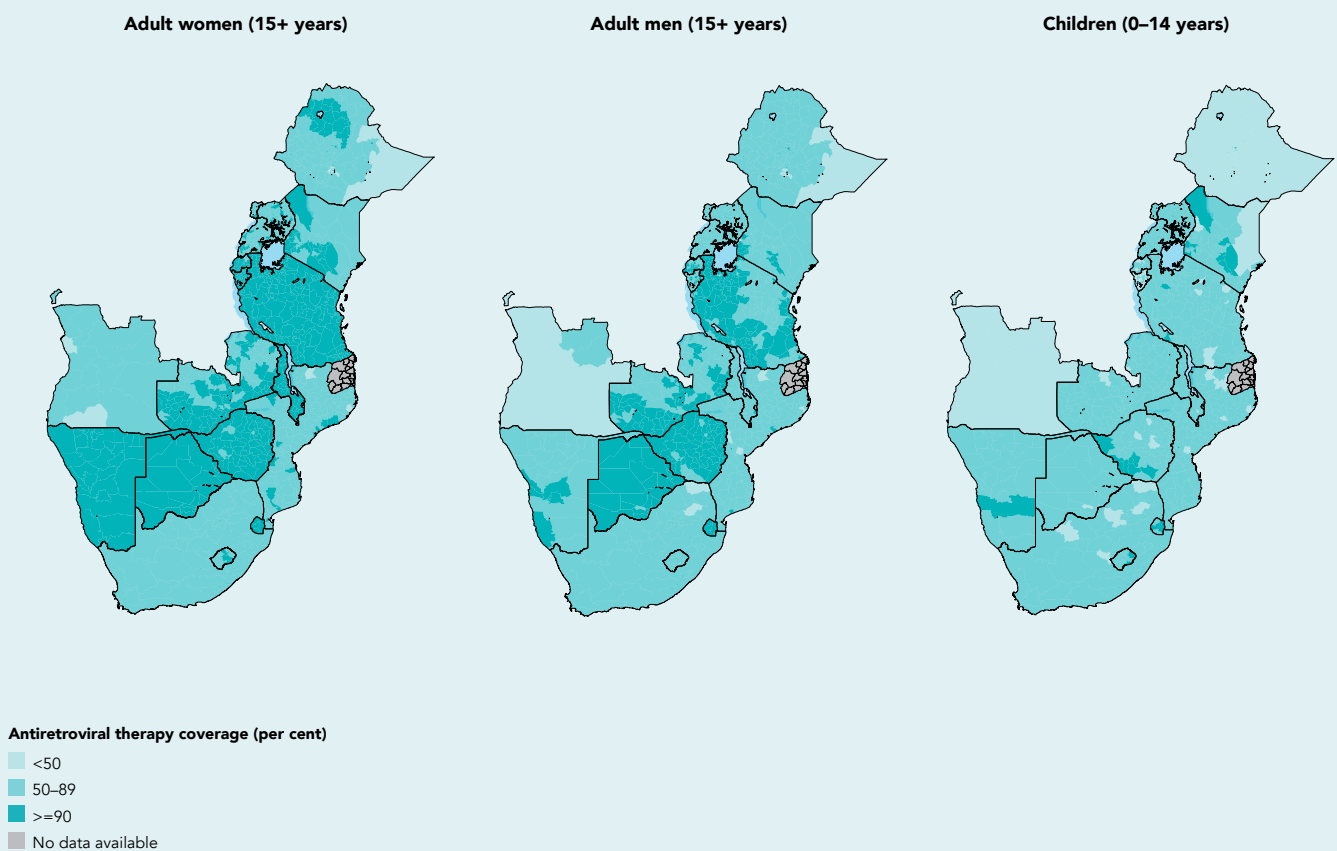 Adult women (15+ years)
Adult men (15+ years)
Children (0–14 years)
Antiretroviral therapy coverage (per cent)
<50
50–89
>=90
No data available